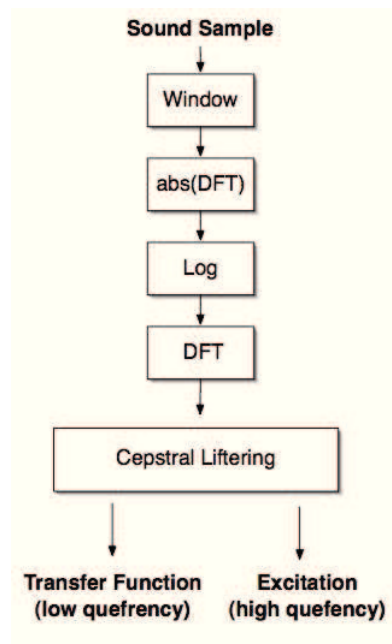 Sound Sample
Window
abs(DFT)
Log
DFT
Cepstral Liftering
Transfer Function
(low quefrency)
Excitation
(high quefency)